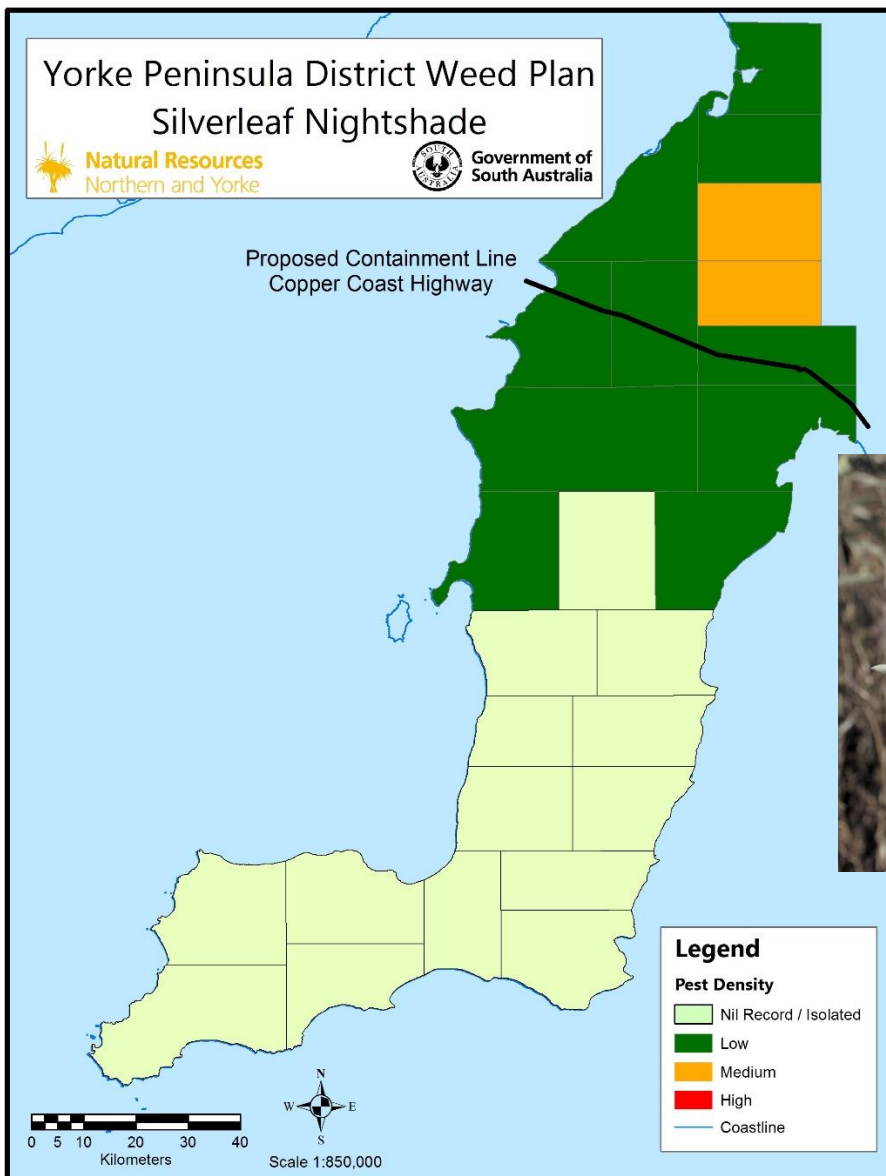 Yorke Peninsula District Weed Plan
Silverleaf Nightshade
Natural Resources
Northern and Yorke
SOUTH AUSTRALIA
Government of
South Australia
Proposed Containment Line
Copper Coast Highway
Legend
Pest Density
Nil Record / Isolated
Low
Medium
High
Coastline
N
W
E
S
0 5 10 20 30 40
Kilometers
Scale 1:850,000